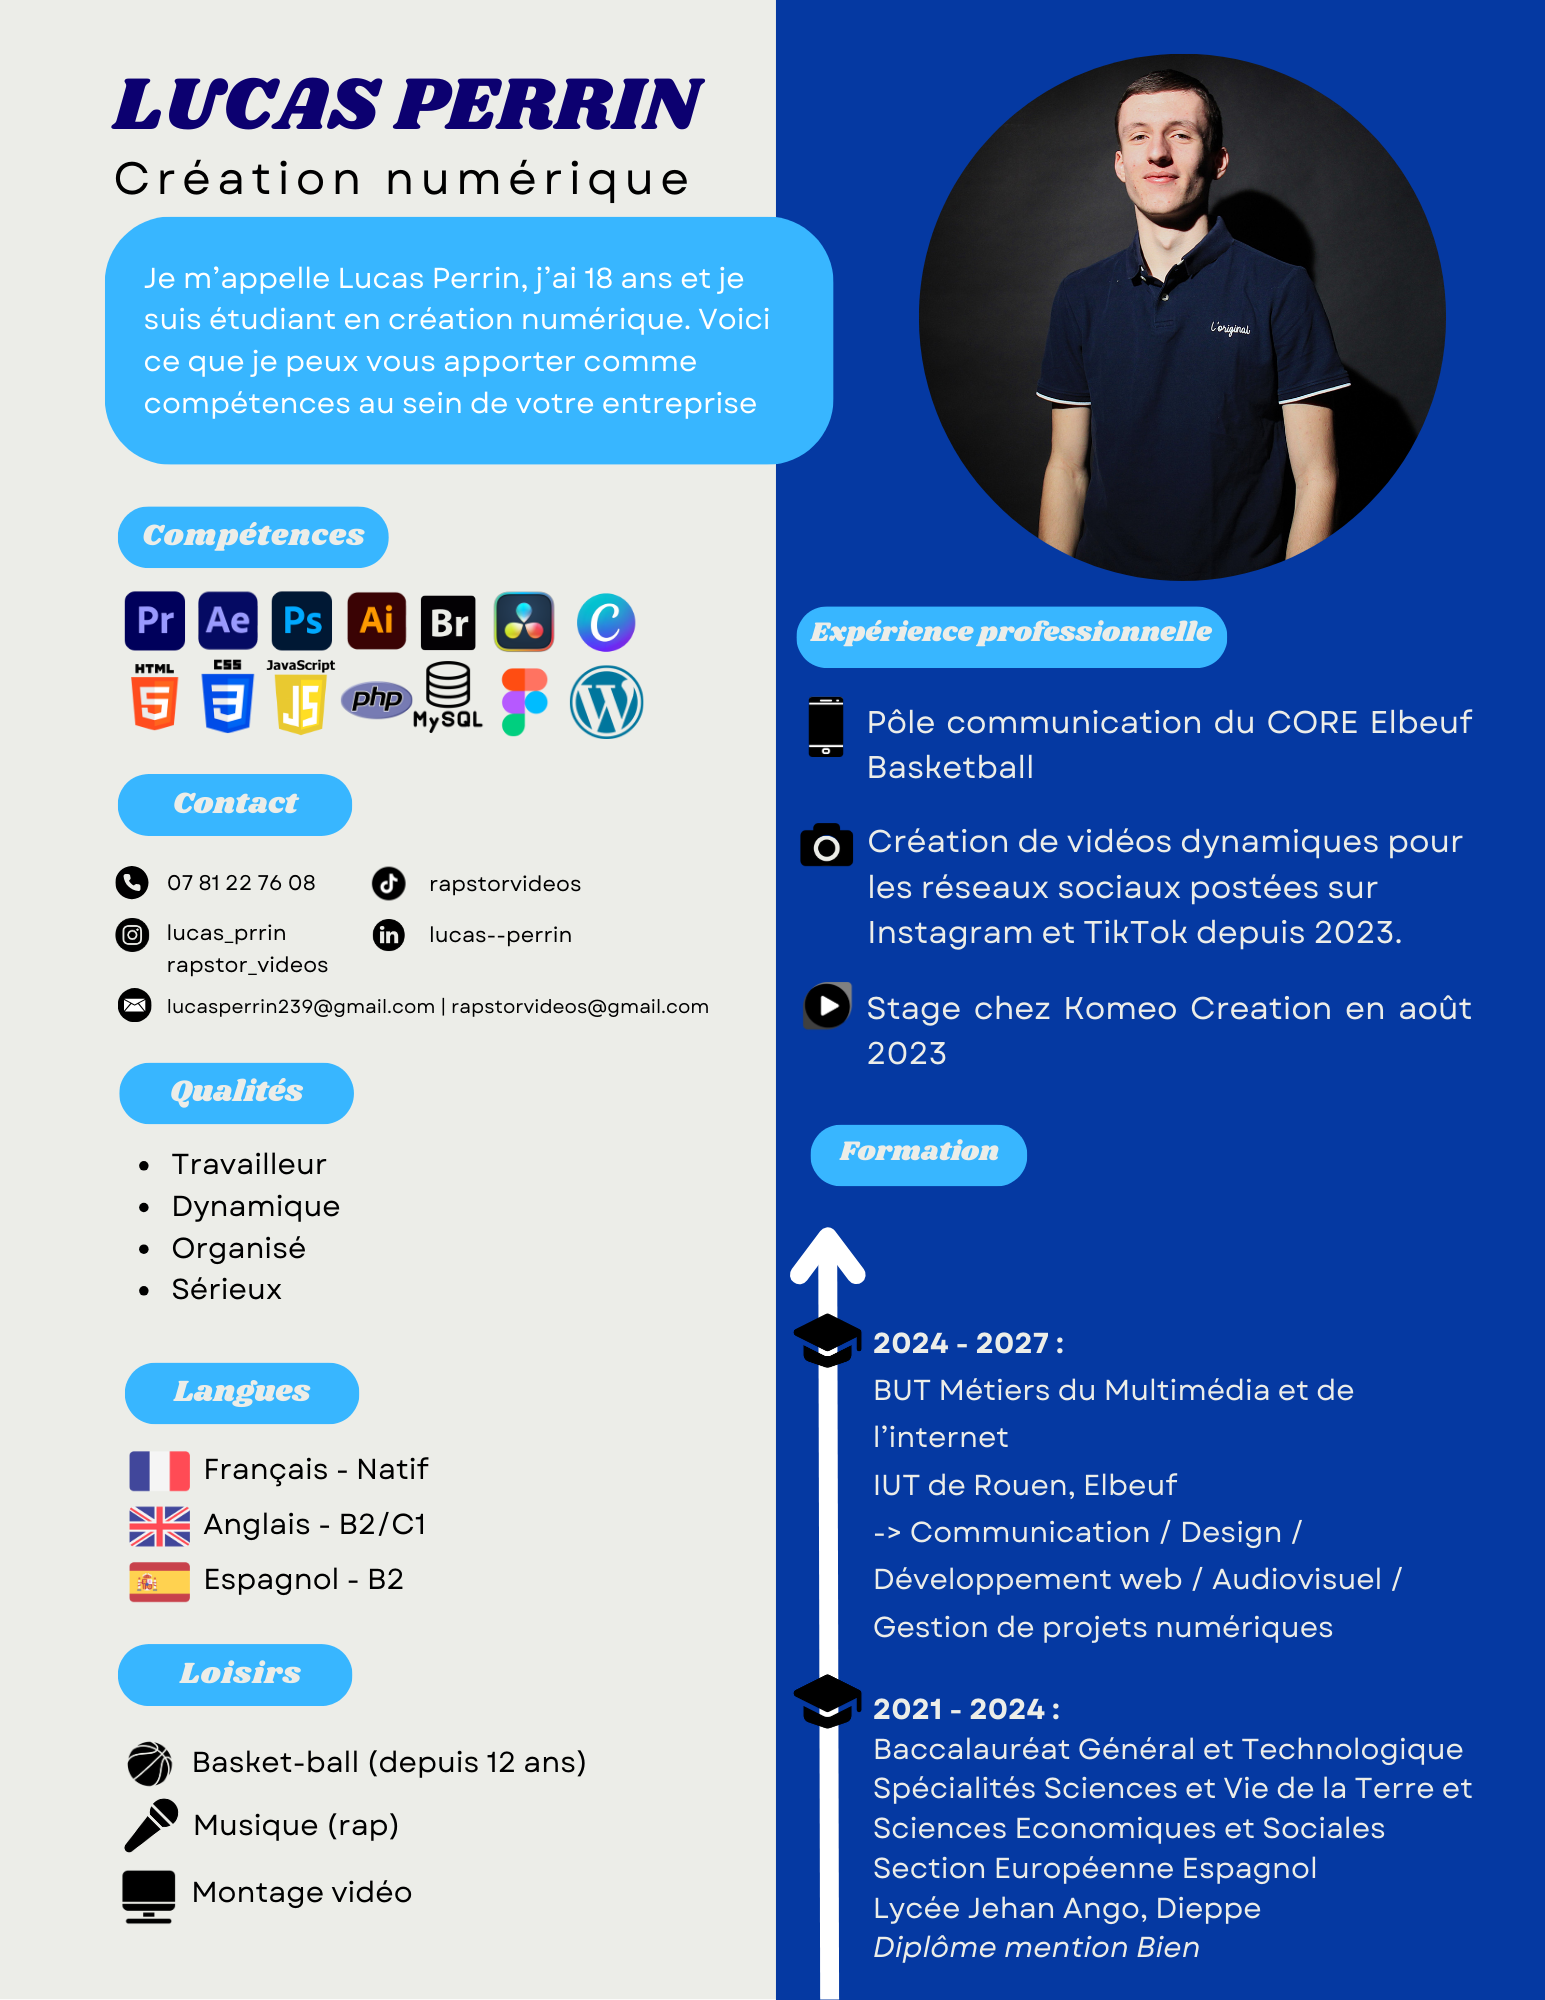 LUCAS PERRIN
Création numérique
Je m’appelle Lucas Perrin, j’ai 18 ans et je
suis étudiant en création numérique. Voici
ce que je peux vous apporter comme
compétences au sein de votre entreprise
L'original
Compétences
Pr Ae Ps Ai Br C
HTML CSS JavaScript
5 3 JS php MySQL W
Contact
07 81 22 76 08
rapstorvideos
lucas_prrin
rapstor_videos
in lucas--perrin
lucasperrin239@gmail.com | rapstorvideos@gmail.com
Qualités
• Travailleur
• Dynamique
• Organisé
• Sérieux
Langues
Français - Natif
Anglais - B2/C1
Espagnol - B2
Loisirs
Basket-ball (depuis 12 ans)
Musique (rap)
Montage vidéo
Expérience professionnelle
Pôle communication du CORE Elbeuf
Basketball
Création de vidéos dynamiques pour
les réseaux sociaux postées sur
Instagram et TikTok depuis 2023.
Stage chez Komeo Creation en août
2023
Formation
2024 - 2027 :
BUT Métiers du Multimédia et de
l’internet
IUT de Rouen, Elbeuf
-> Communication / Design /
Développement web / Audiovisuel /
Gestion de projets numériques
2021 - 2024 :
Baccalauréat Général et Technologique
Spécialités Sciences et Vie de la Terre et
Sciences Economiques et Sociales
Section Européenne Espagnol
Lycée Jehan Ango, Dieppe
Diplôme mention Bien